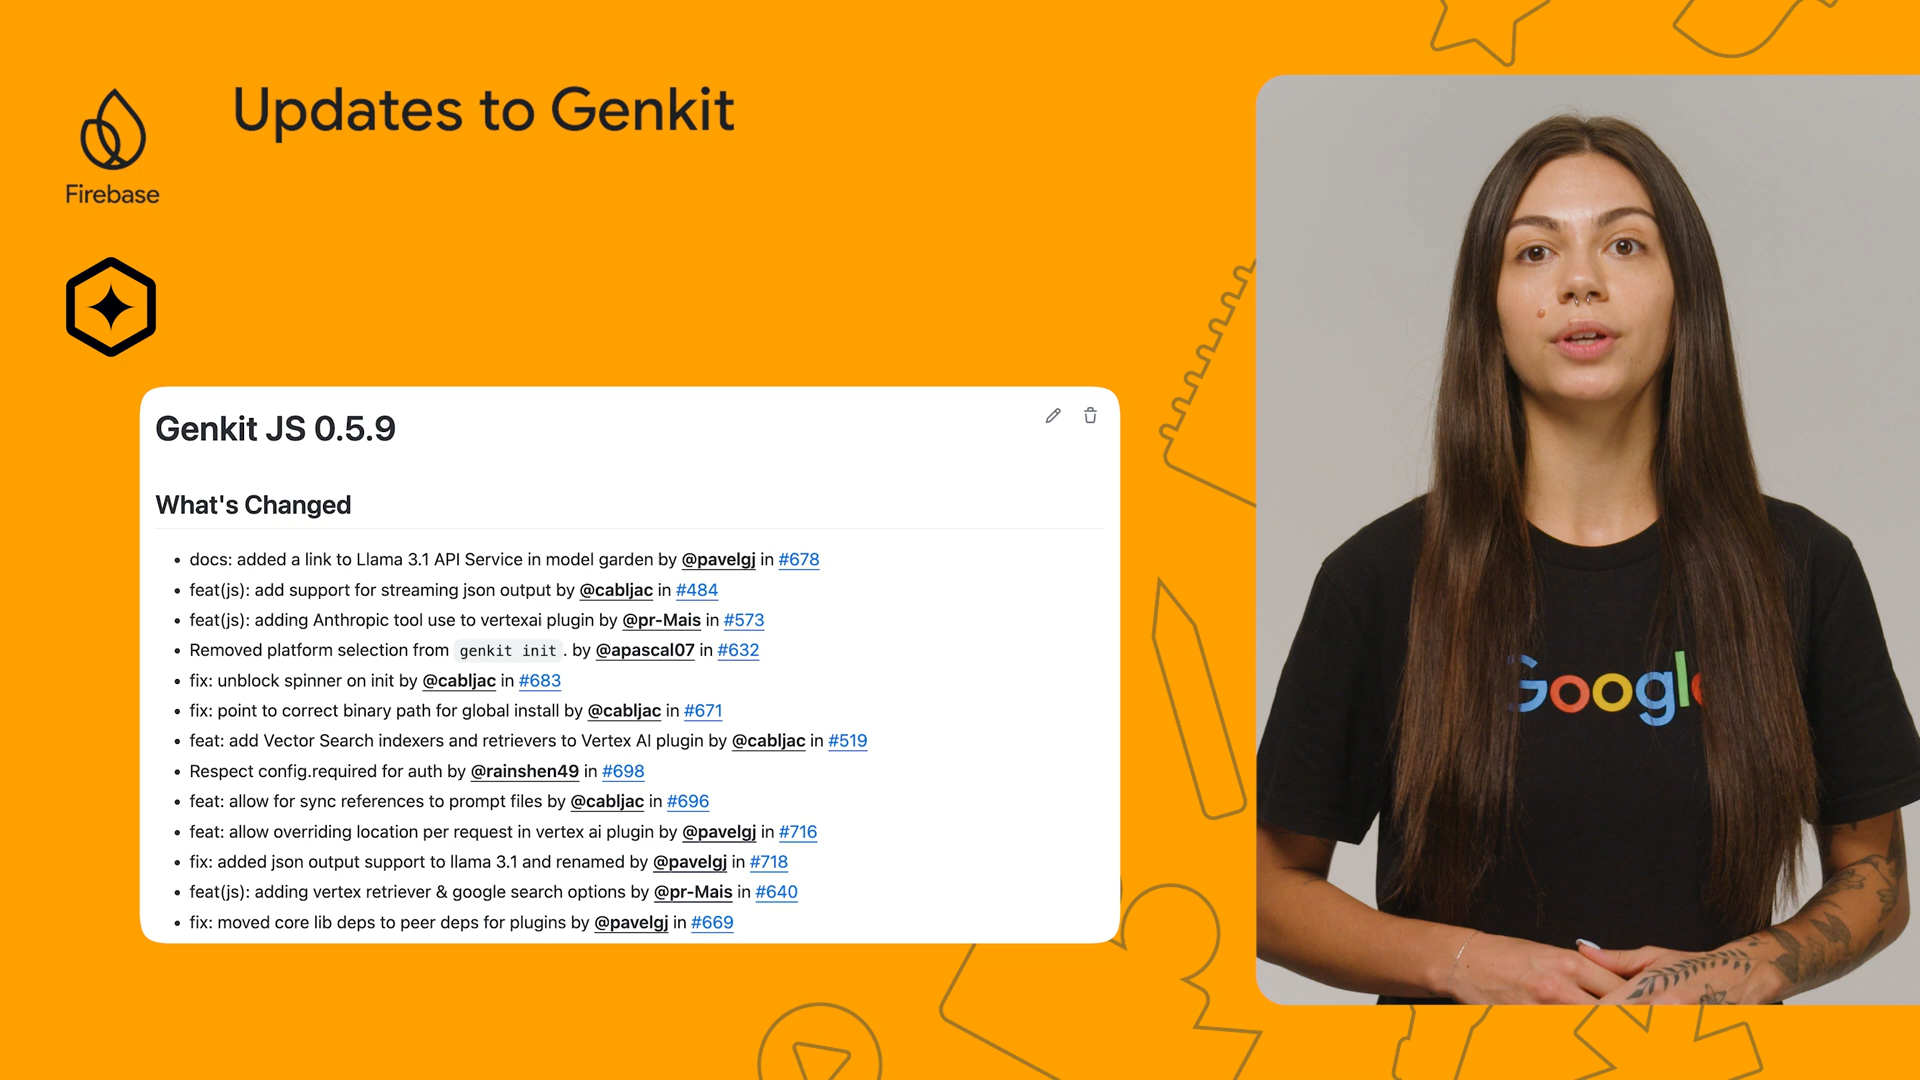 Updates to Genkit
Firebase
Genkit JS 0.5.9
What's Changed
• docs: added a link to Llama 3.1 API Service in model garden by @pavelgj in #678
• feat(js): add support for streaming json output by @cabljac in #484
• feat(js): adding Anthropic tool use to vertexai plugin by @pr-Mais in #573
• Removed platform selection from genkit init . by @apascal07 in #632
• fix: unblock spinner on init by @cabljac in #683
• fix: point to correct binary path for global install by @cabljac in #671
• feat: add Vector Search indexers and retrievers to Vertex AI plugin by @cabljac in #519
• Respect config.required for auth by @rainshen49 in #698
• feat: allow for sync references to prompt files by @cabljac in #696
• feat: allow overriding location per request in vertex ai plugin by @pavelgj in #716
• fix: added json output support to llama 3.1 and renamed by @pavelgj in #718
• feat(js): adding vertex retriever & google search options by @pr-Mais in #640
• fix: moved core lib deps to peer deps for plugins by @pavelgj in #669
Google